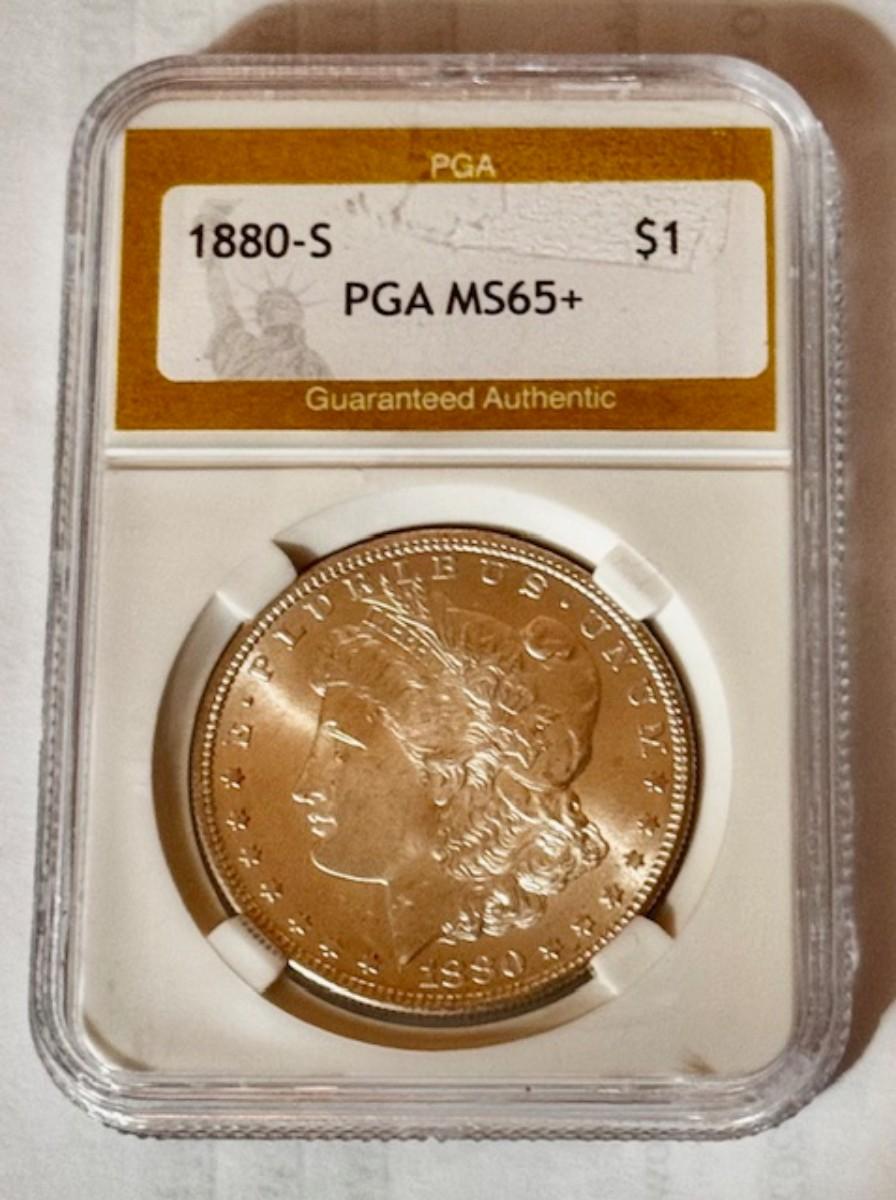 PGA
1880-S $1
PGA MS65+
Guaranteed Authentic
E·PLURIBUS·UNUM
1880